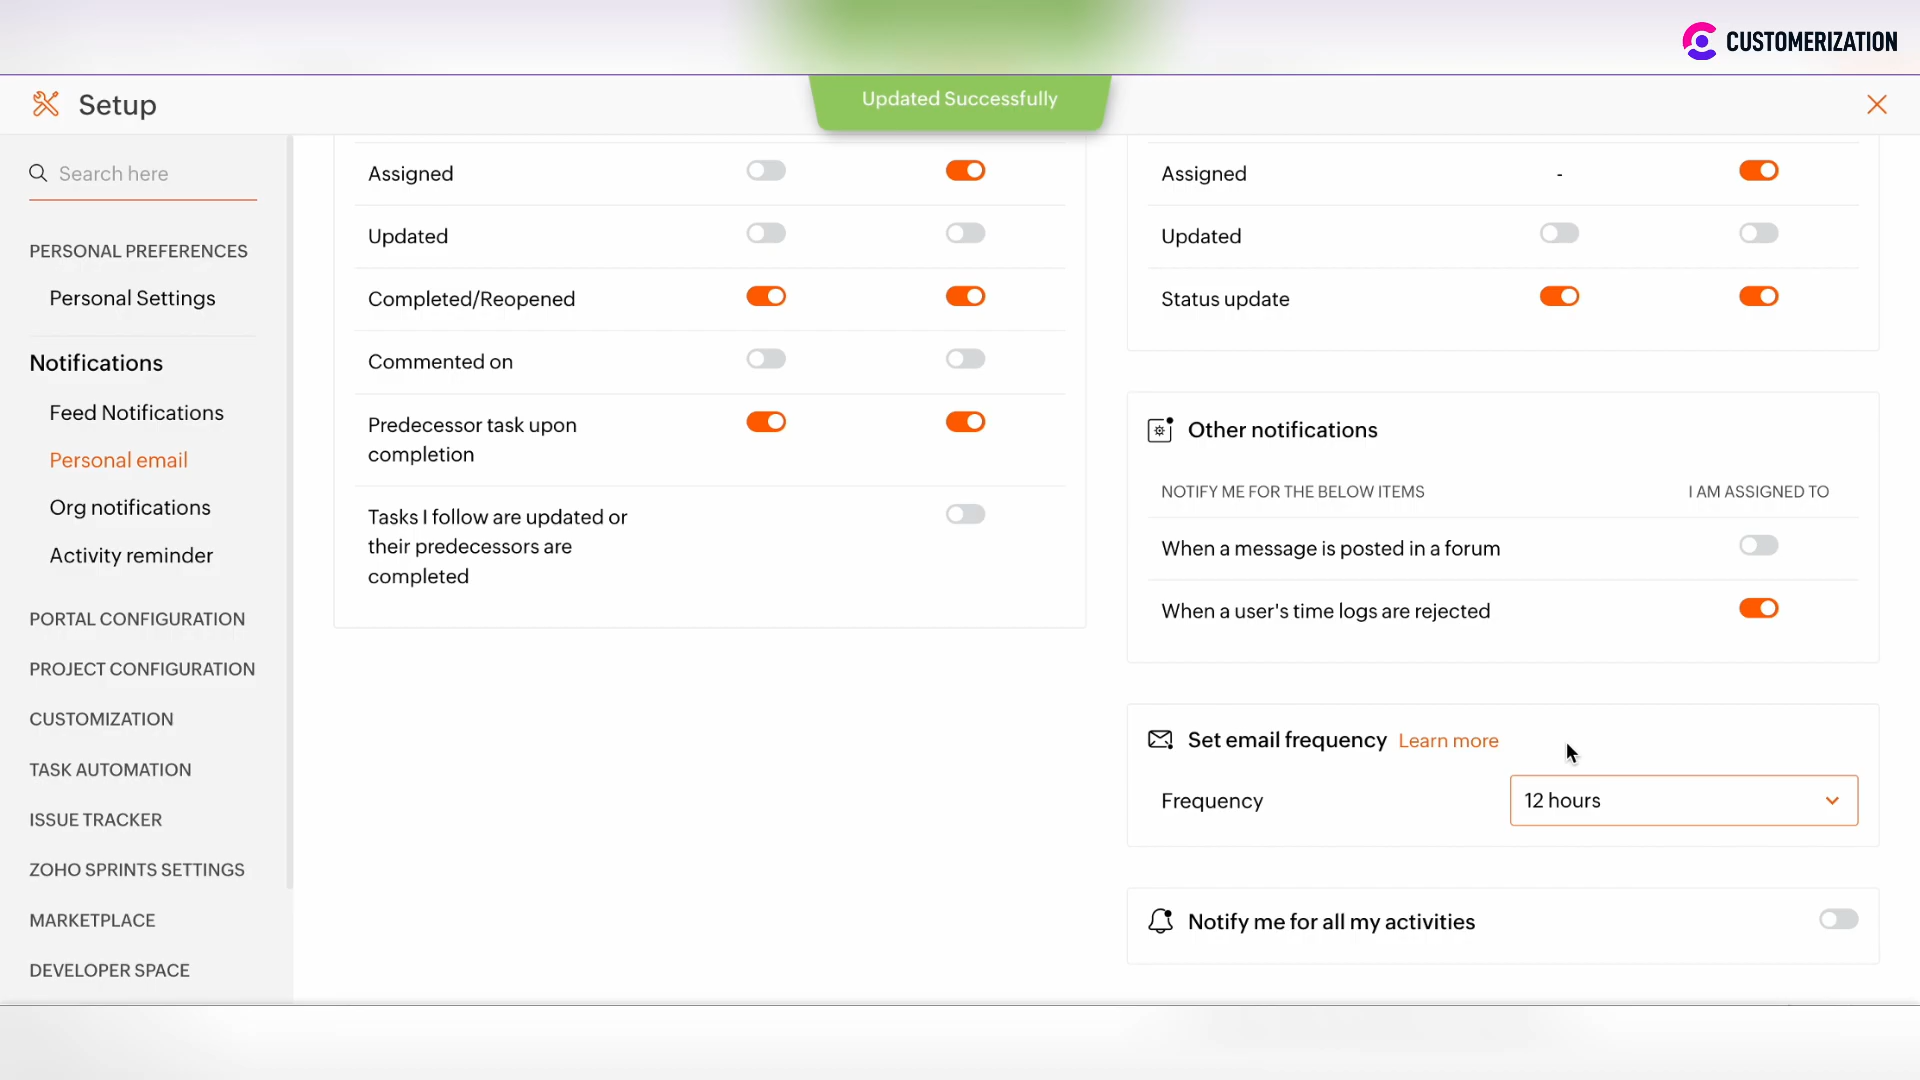 CUSTOMERIZATION
Setup
Updated Successfully
Search here
PERSONAL PREFERENCES
Personal Settings
Notifications
Feed Notifications
Personal email
Org notifications
Activity reminder
PORTAL CONFIGURATION
PROJECT CONFIGURATION
CUSTOMIZATION
TASK AUTOMATION
ISSUE TRACKER
ZOHO SPRINTS SETTINGS
MARKETPLACE
DEVELOPER SPACE
Assigned
Updated
Completed/Reopened
Commented on
Predecessor task upon
completion
Tasks I follow are updated or
their predecessors are
completed
Assigned -
Updated
Status update
Other notifications
NOTIFY ME FOR THE BELOW ITEMS I AM ASSIGNED TO
When a message is posted in a forum
When a user's time logs are rejected
Set email frequency Learn more
Frequency 12 hours
Notify me for all my activities